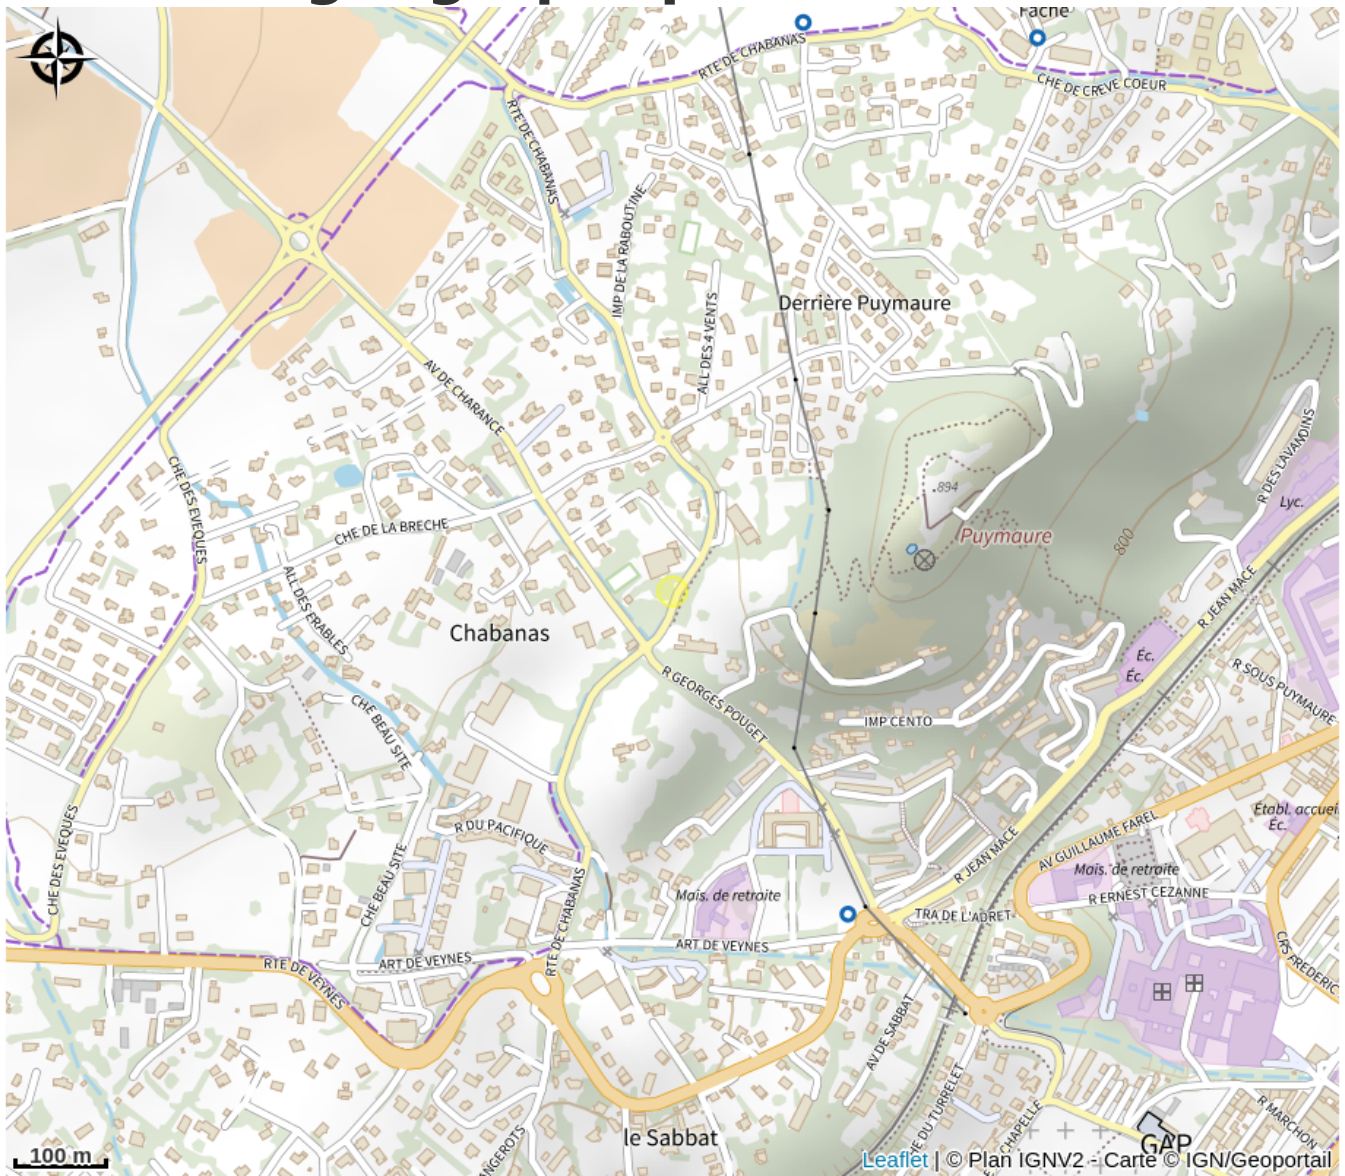 Fache
RTE DE CHABANAS
CHE DE CREVE COEUR
RTE DE CHABANAS
IMP DE LA RABOUTINE
ALL DES 4 VENTS
Derrière Puymaure
AV DE CHARANCE
R DES LAVANDINS
Lyc.
894
Puymaure
800
CHE DES EVEQUES
CHE DE LA BRECHE
ALL DES ERABLES
Chabanas
R JEAN MACE
Éc.
Éc.
R SOUS PUYMAURE
R GEORGES POUGET
IMP CENTO
CHE BEAU SITE
R DU PACIFIQUE
Etabl. accueil
Éc.
AV GUILLAUME FAREL
R JEAN MACE
Mais. de retraite
CHE DES EVEQUES
CHE BEAU SITE
Mais. de retraite
R ERNEST CEZANNE
RTE DE CHABANAS
TRA DE L'ADRET
ART DE VEYNES
ART DE VEYNES
RTE DE VEYNES
CRS FREDERIC
AV DE SABBAT
E DU TURRELET
CHAPELLE
R MARCHON
le Sabbat
ANGEROTS
GAP
100 m
Leaflet | © Plan IGNV2 - Carte © IGN/Geoportail